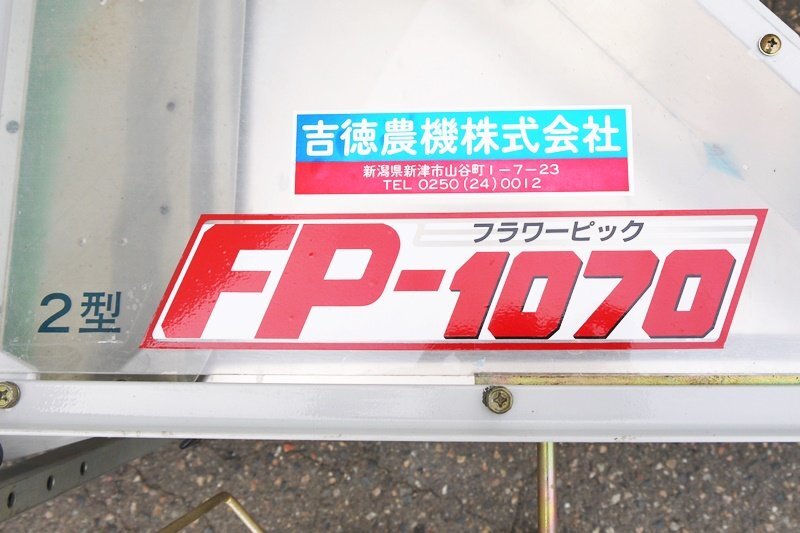 吉徳農機株式会社
新潟県新津市山谷町1-7-23
TEL 0250(24)0012
フラワーピック
FP-1070
2型